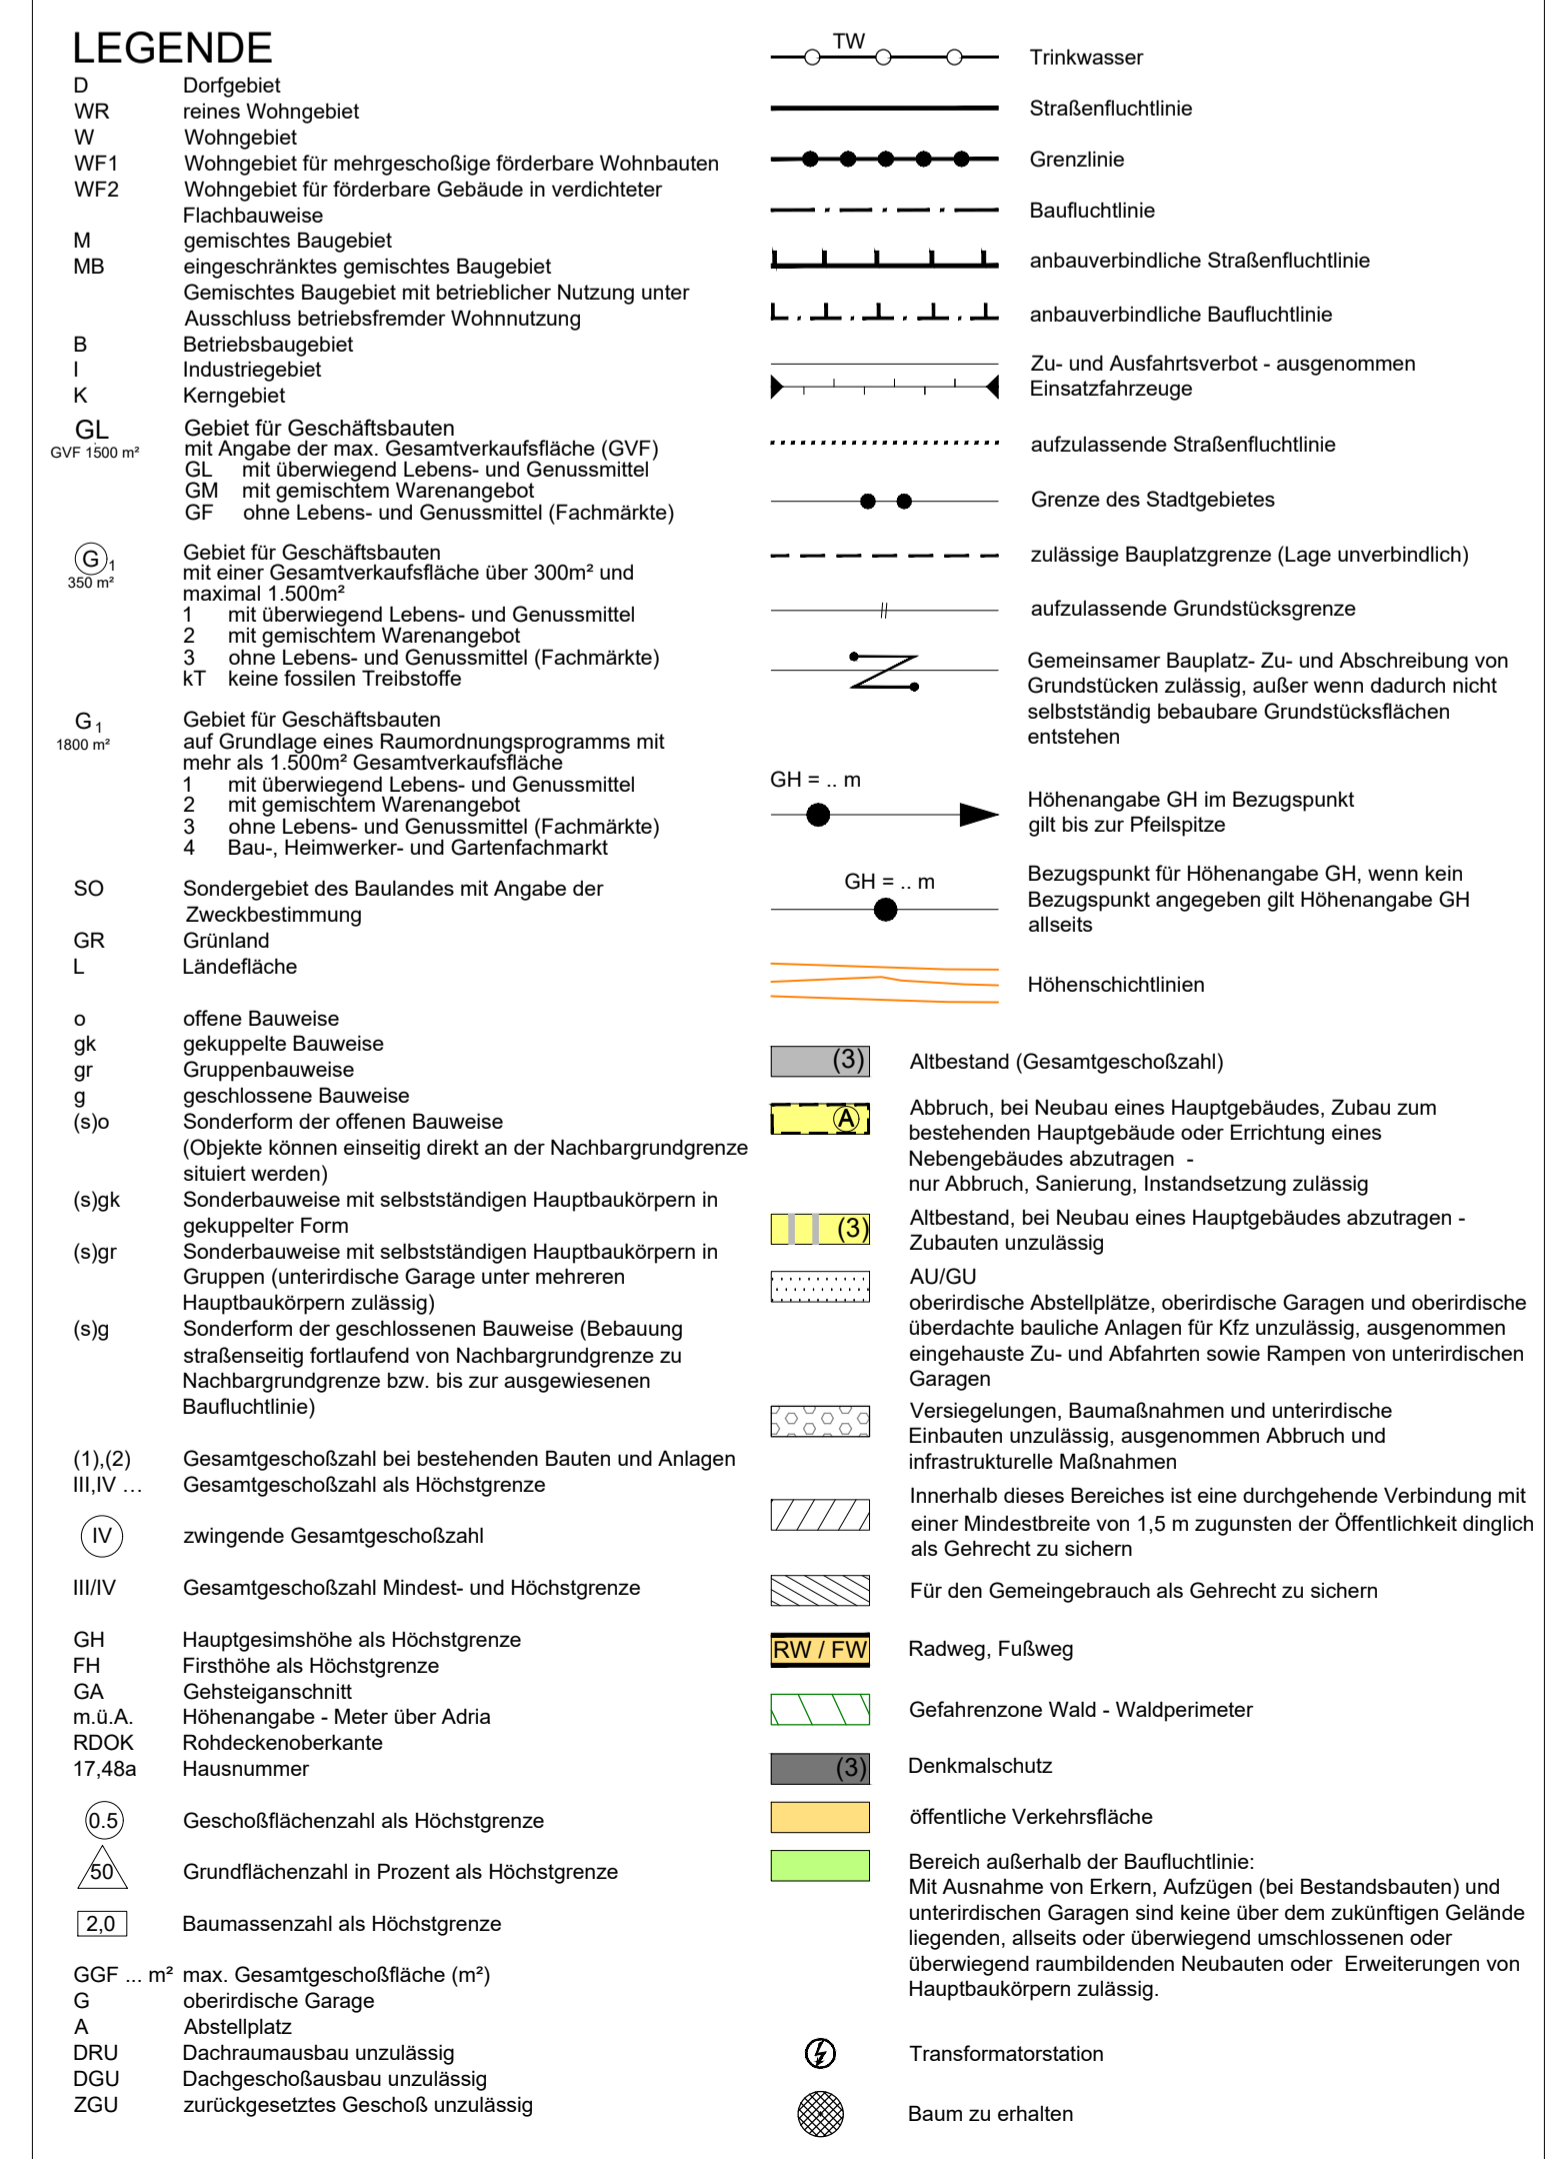 LEGENDE
D Dorfgebiet
WR reines Wohngebiet
W Wohngebiet
WF1 Wohngebiet für mehrgeschoßige förderbare Wohnbauten
WF2 Wohngebiet für förderbare Gebäude in verdichteter
Flachbauweise
M gemischtes Baugebiet
MB eingeschränktes gemischtes Baugebiet
Gemischtes Baugebiet mit betrieblicher Nutzung unter
Ausschluss betriebsfremder Wohnnutzung
B Betriebsbaugebiet
I Industriegebiet
K Kerngebiet
GL Gebiet für Geschäftsbauten
GVF 1500 m² mit Angabe der max. Gesamtverkaufsfläche (GVF)
GL mit überwiegend Lebens- und Genussmittel
GM mit gemischtem Warenangebot
GF ohne Lebens- und Genussmittel (Fachmärkte)
G 1 Gebiet für Geschäftsbauten
350 m² mit einer Gesamtverkaufsfläche über 300m² und
maximal 1.500m²
1 mit überwiegend Lebens- und Genussmittel
2 mit gemischtem Warenangebot
3 ohne Lebens- und Genussmittel (Fachmärkte)
kT keine fossilen Treibstoffe
G 1 Gebiet für Geschäftsbauten
1800 m² auf Grundlage eines Raumordnungsprogramms mit
mehr als 1.500m² Gesamtverkaufsfläche
1 mit überwiegend Lebens- und Genussmittel
2 mit gemischtem Warenangebot
3 ohne Lebens- und Genussmittel (Fachmärkte)
4 Bau-, Heimwerker- und Gartenfachmarkt
SO Sondergebiet des Baulandes mit Angabe der
Zweckbestimmung
GR Grünland
L Ländefläche
o offene Bauweise
gk gekuppelte Bauweise
gr Gruppenbauweise
g geschlossene Bauweise
(s)o Sonderform der offenen Bauweise
(Objekte können einseitig direkt an der Nachbargrundgrenze
situiert werden)
(s)gk Sonderbauweise mit selbstständigen Hauptbaukörpern in
gekuppelter Form
(s)gr Sonderbauweise mit selbstständigen Hauptbaukörpern in
Gruppen (unterirdische Garage unter mehreren
Hauptbaukörpern zulässig)
(s)g Sonderform der geschlossenen Bauweise (Bebauung
straßenseitig fortlaufend von Nachbargrundgrenze zu
Nachbargrundgrenze bzw. bis zur ausgewiesenen
Baufluchtlinie)
(1),(2) Gesamtgeschoßzahl bei bestehenden Bauten und Anlagen
III,IV ... Gesamtgeschoßzahl als Höchstgrenze
IV zwingende Gesamtgeschoßzahl
III/IV Gesamtgeschoßzahl Mindest- und Höchstgrenze
GH Hauptgesimshöhe als Höchstgrenze
FH Firsthöhe als Höchstgrenze
GA Gehsteiganschnitt
m.ü.A. Höhenangabe - Meter über Adria
RDOK Rohdeckenoberkante
17,48a Hausnummer
0.5 Geschoßflächenzahl als Höchstgrenze
50 Grundflächenzahl in Prozent als Höchstgrenze
2,0 Baumassenzahl als Höchstgrenze
GGF ... m² max. Gesamtgeschoßfläche (m²)
G oberirdische Garage
A Abstellplatz
DRU Dachraumausbau unzulässig
DGU Dachgeschoßausbau unzulässig
ZGU zurückgesetztes Geschoß unzulässig
TW Trinkwasser
Straßenfluchtlinie
Grenzlinie
Baufluchtlinie
anbauverbindliche Straßenfluchtlinie
anbauverbindliche Baufluchtlinie
Zu- und Ausfahrtsverbot - ausgenommen
Einsatzfahrzeuge
aufzulassende Straßenfluchtlinie
Grenze des Stadtgebietes
zulässige Bauplatzgrenze (Lage unverbindlich)
aufzulassende Grundstücksgrenze
Gemeinsamer Bauplatz- Zu- und Abschreibung von
Grundstücken zulässig, außer wenn dadurch nicht
selbstständig bebaubare Grundstücksflächen
entstehen
GH = .. m
Höhenangabe GH im Bezugspunkt
gilt bis zur Pfeilspitze
GH = .. m
Bezugspunkt für Höhenangabe GH, wenn kein
Bezugspunkt angegeben gilt Höhenangabe GH
allseits
Höhenschichtlinien
(3) Altbestand (Gesamtgeschoßzahl)
A Abbruch, bei Neubau eines Hauptgebäudes, Zubau zum
bestehenden Hauptgebäude oder Errichtung eines
Nebengebäudes abzutragen -
nur Abbruch, Sanierung, Instandsetzung zulässig
(3) Altbestand, bei Neubau eines Hauptgebäudes abzutragen -
Zubauten unzulässig
AU/GU
oberirdische Abstellplätze, oberirdische Garagen und oberirdische
überdachte bauliche Anlagen für Kfz unzulässig, ausgenommen
eingehauste Zu- und Abfahrten sowie Rampen von unterirdischen
Garagen
Versiegelungen, Baumaßnahmen und unterirdische
Einbauten unzulässig, ausgenommen Abbruch und
infrastrukturelle Maßnahmen
Innerhalb dieses Bereiches ist eine durchgehende Verbindung mit
einer Mindestbreite von 1,5 m zugunsten der Öffentlichkeit dinglich
als Gehrecht zu sichern
Für den Gemeingebrauch als Gehrecht zu sichern
RW / FW Radweg, Fußweg
Gefahrenzone Wald - Waldperimeter
(3) Denkmalschutz
öffentliche Verkehrsfläche
Bereich außerhalb der Baufluchtlinie:
Mit Ausnahme von Erkern, Aufzügen (bei Bestandsbauten) und
unterirdischen Garagen sind keine über dem zukünftigen Gelände
liegenden, allseits oder überwiegend umschlossenen oder
überwiegend raumbildenden Neubauten oder Erweiterungen von
Hauptbaukörpern zulässig.
Transformatorstation
Baum zu erhalten